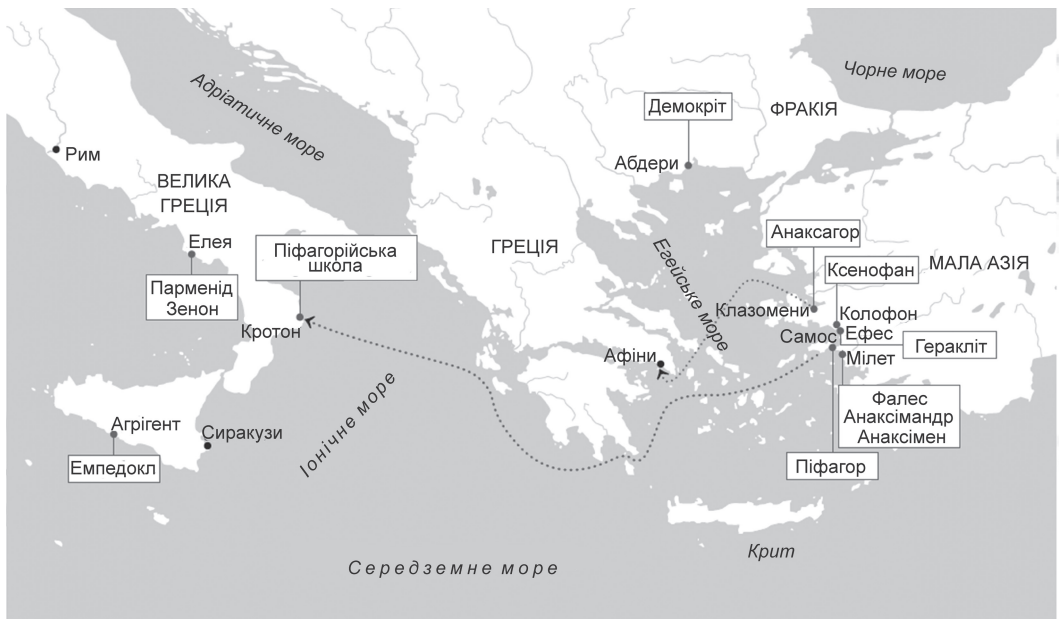 Чорне море
Адріатичне море
Демокріт
ФРАКІЯ
Рим
Абдери
ВЕЛИКА
ГРЕЦІЯ
Елея
Піфагорійська
школа
ГРЕЦІЯ
Егейське море
Анаксагор
Ксенофан
МАЛА АЗІЯ
Парменід
Зенон
Кротон
Клазомени
Колофон
Самос
Ефес
Геракліт
Афіни
Мілет
Фалес
Анаксімандр
Анаксімен
Іонічне море
Агрігент
Сиракузи
Емпедокл
Піфагор
Крит
Середземне море